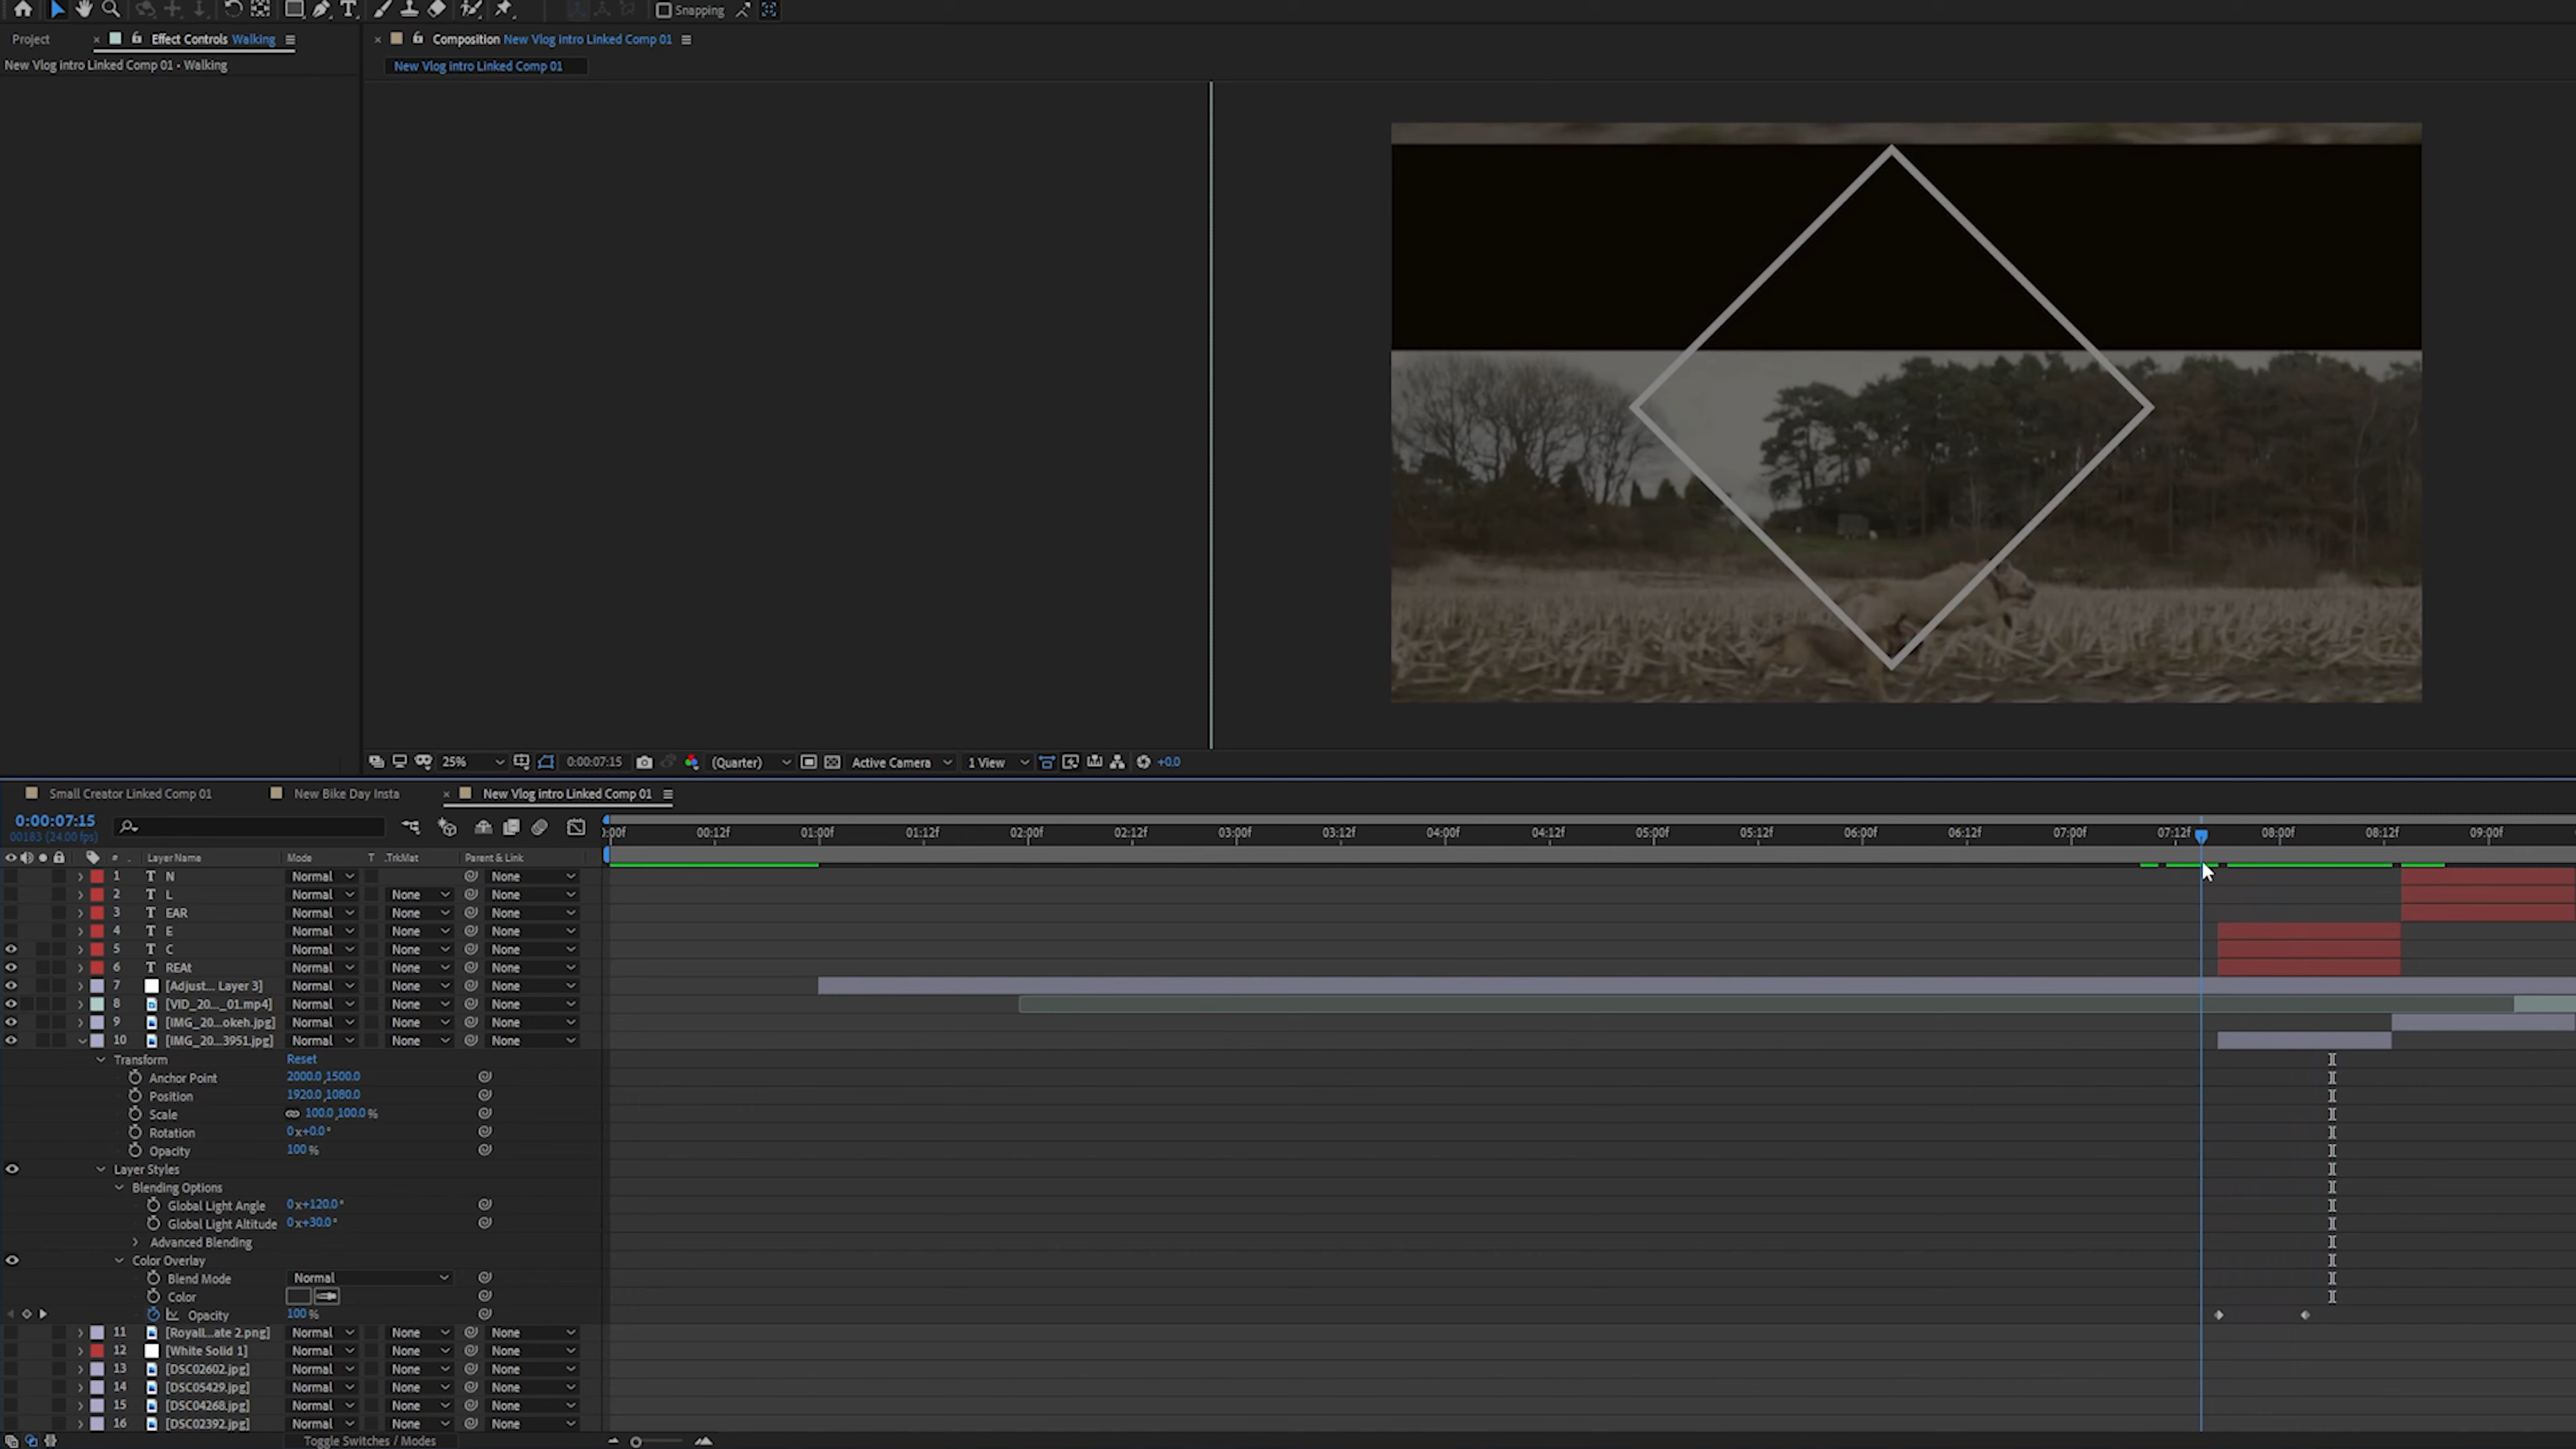 Snapping
Project
Effect Controls Walking
Composition New Vlog intro Linked Comp 01
New Vlog intro Linked Comp 01 • Walking
New Vlog intro Linked Comp 01
25%
0:00:07:15
(Quarter)
Active Camera
1 View
+0.0
Small Creator Linked Comp 01
New Bike Day Insta
New Vlog intro Linked Comp 01
0:00:07:15
00183 (24.00 fps)
):00f 00:12f 01:00f 01:12f 02:00f 02:12f 03:00f 03:12f 04:00f 04:12f 05:00f 05:12f 06:00f 06:12f 07:00f 07:12f 08:00f 08:12f 09:00f
# Layer Name Mode T .TrkMat Parent & Link
1 T N Normal None
2 T L Normal None None
3 T EAR Normal None None
4 T E Normal None None
5 T C Normal None None
6 T REAt Normal None None
7 [Adjust... Layer 3] Normal None None
8 [VID_20..._01.mp4] Normal None None
9 [IMG_20...okeh.jpg] Normal None None
10 [IMG_20...3951.jpg] Normal None None
Transform Reset
Anchor Point 2000.0,1500.0
Position 1920.0,1080.0
Scale 100.0,100.0%
Rotation 0x+0.0°
Opacity 100%
Layer Styles
Blending Options
Global Light Angle 0x+120.0°
Global Light Altitude 0x+30.0°
Advanced Blending
Color Overlay
Blend Mode Normal
Color
Opacity 100%
11 [Royall...ate 2.png] Normal None None
12 [White Solid 1] Normal None None
13 [DSC02602.jpg] Normal None None
14 [DSC05429.jpg] Normal None None
15 [DSC04268.jpg] Normal None None
16 [DSC02392.jpg] Normal None None
Toggle Switches / Modes